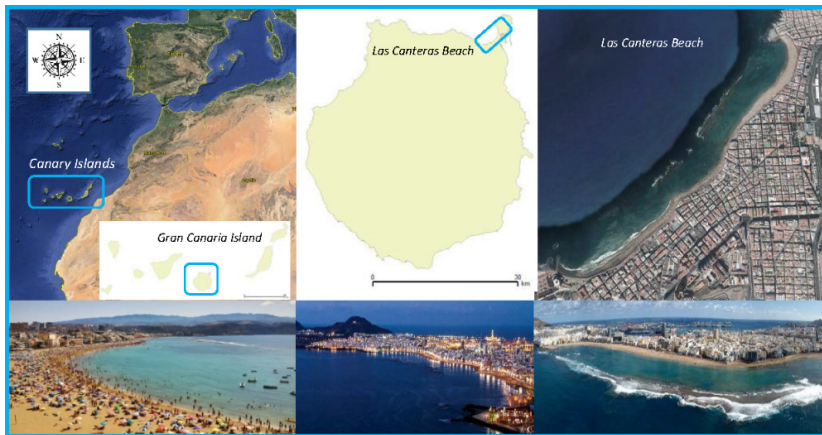 N
W E
S
Canary Islands
Gran Canaria Island
Las Canteras Beach
0 30
km
Las Canteras Beach